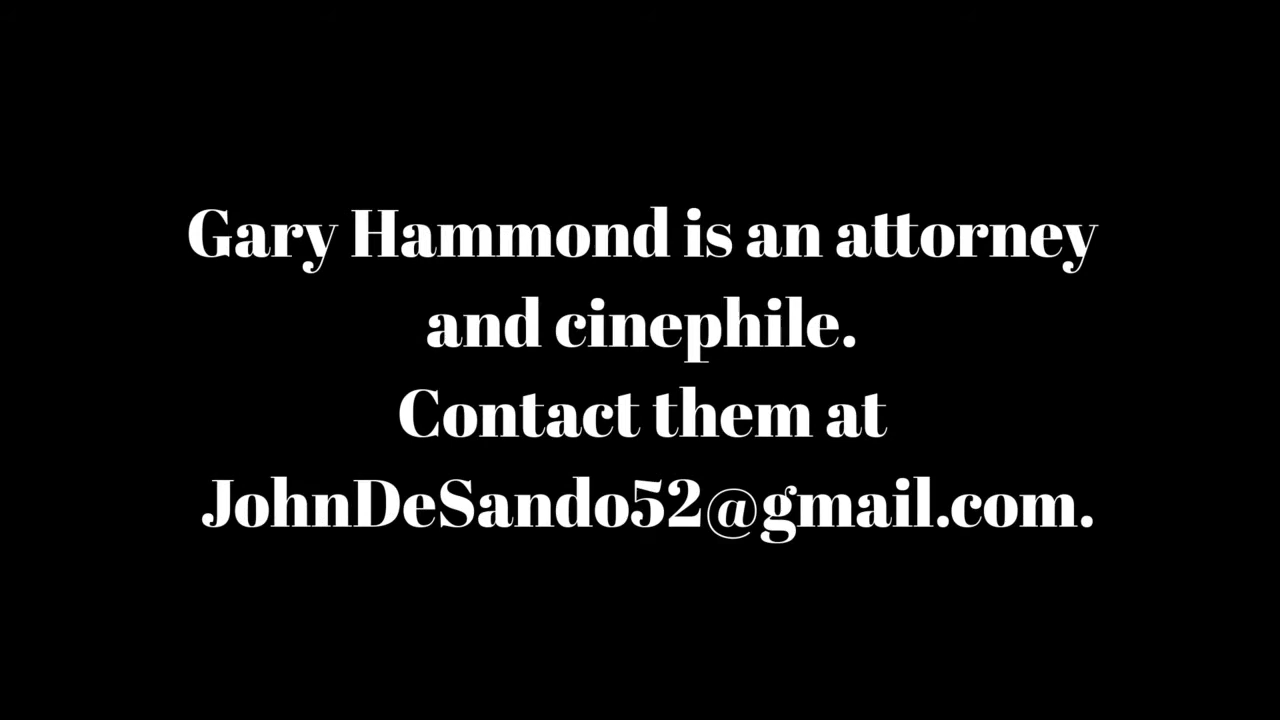 Gary Hammond is an attorney
and cinephile.
Contact them at
JohnDeSando52@gmail.com.